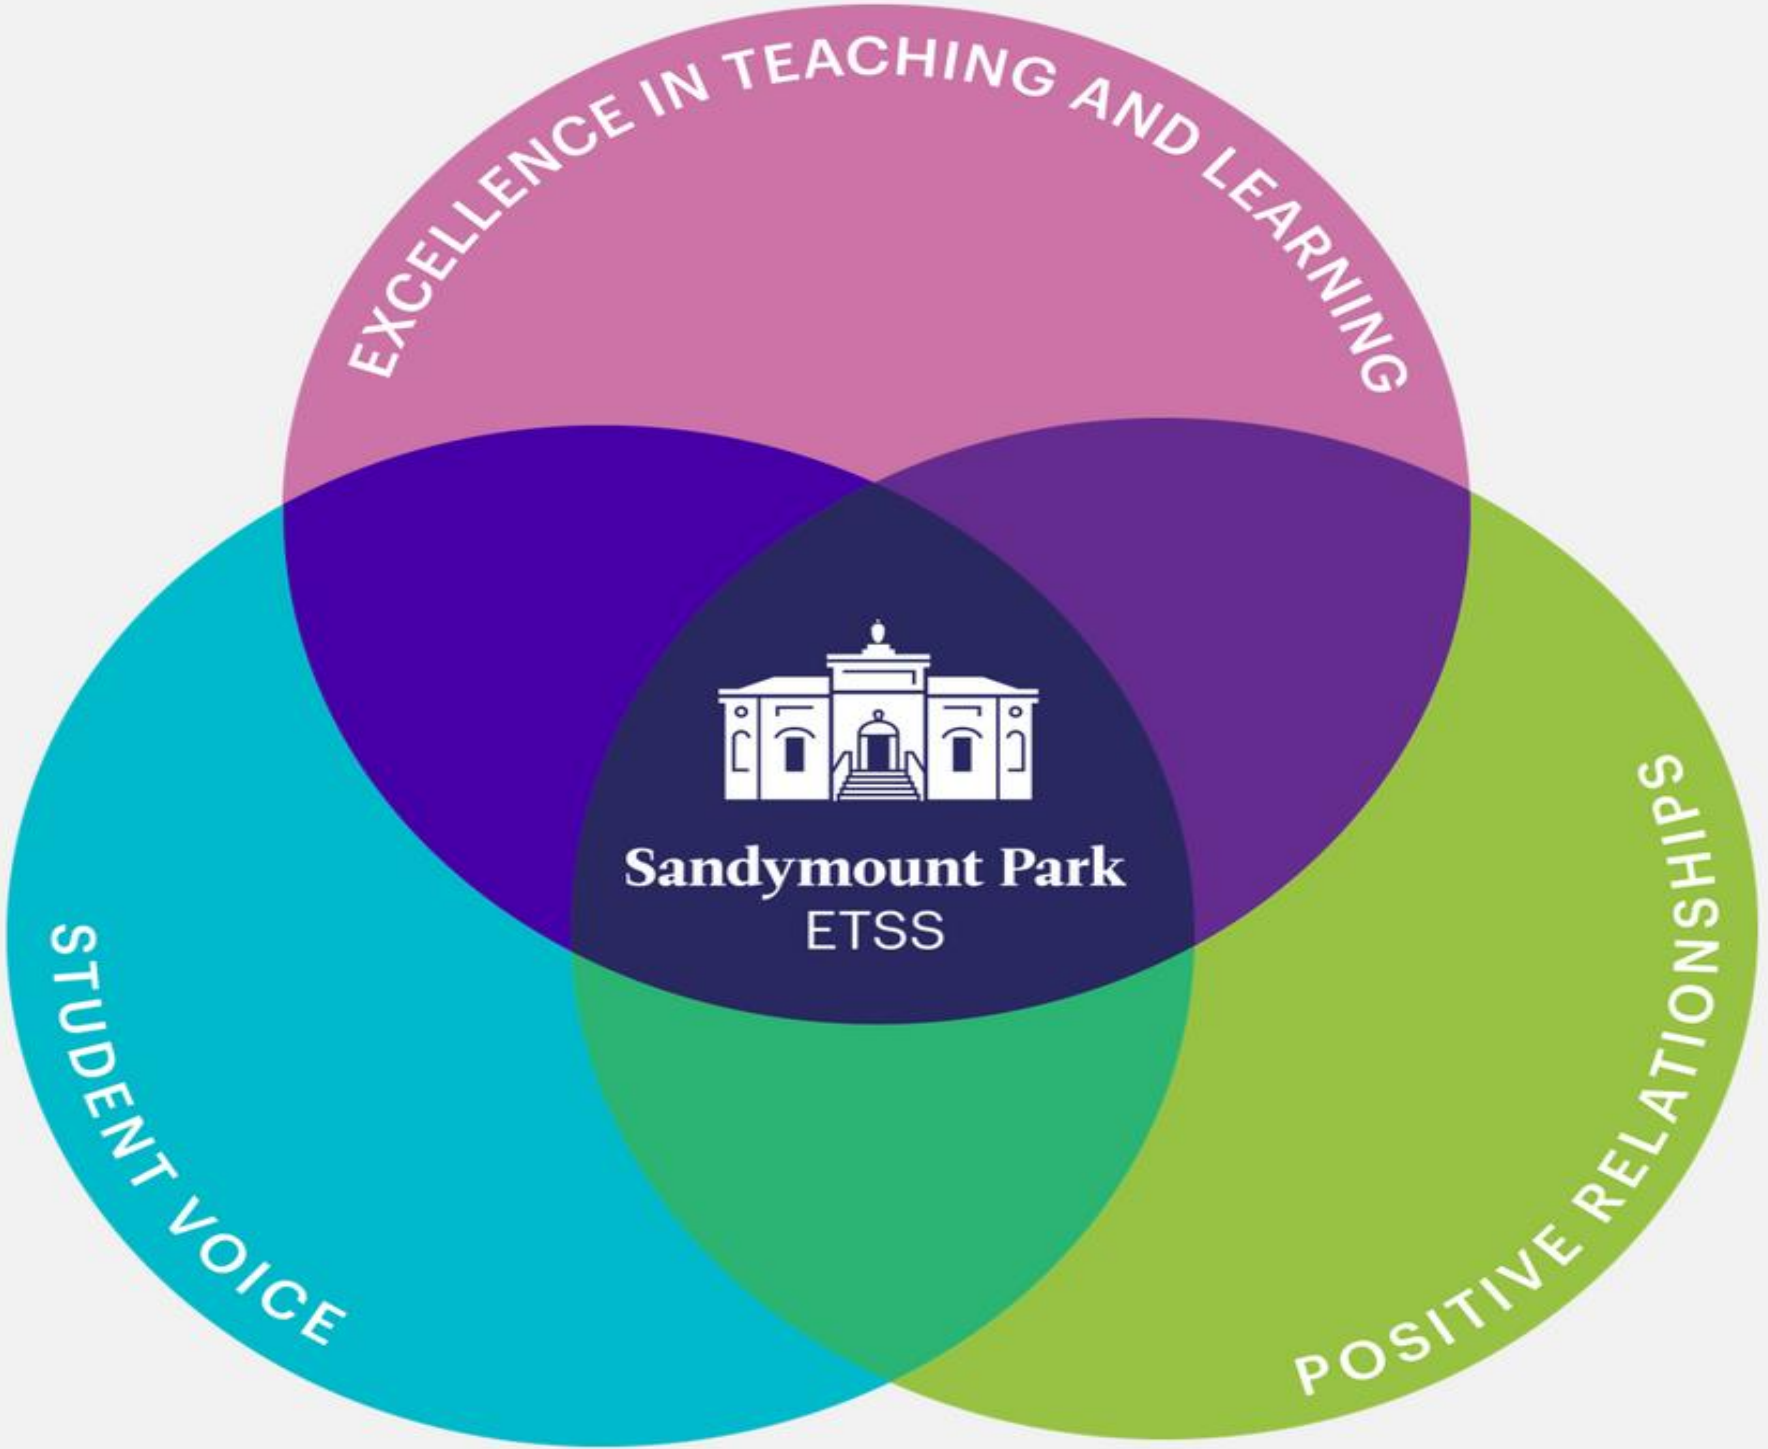 EXCELLENCE IN TEACHING AND LEARNING
Sandymount Park
ETSS
STUDENT VOICE
POSITIVE RELATIONSHIPS